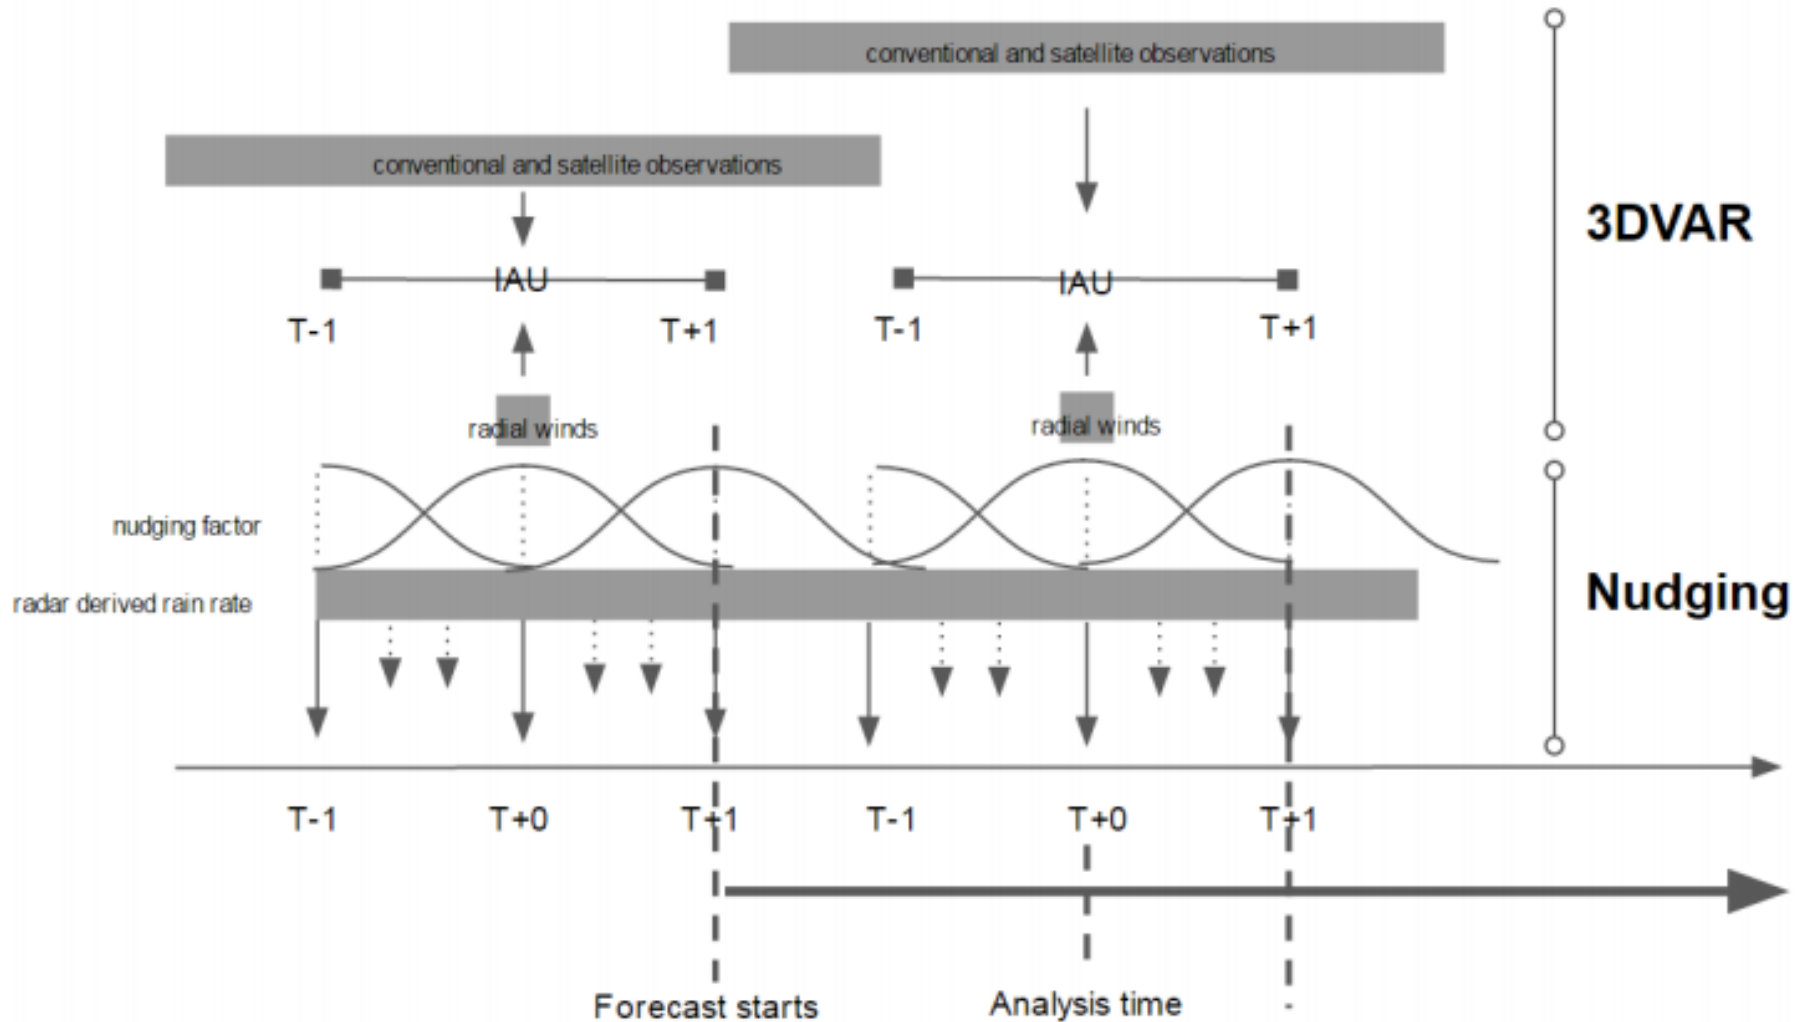 conventional and satellite observations
conventional and satellite observations
3DVAR
IAU
IAU
T-1
T+1
T-1
T+1
radial winds
radial winds
nudging factor
radar derived rain rate
Nudging
T-1
T+0
T+1
T-1
T+0
T+1
Forecast starts
Analysis time